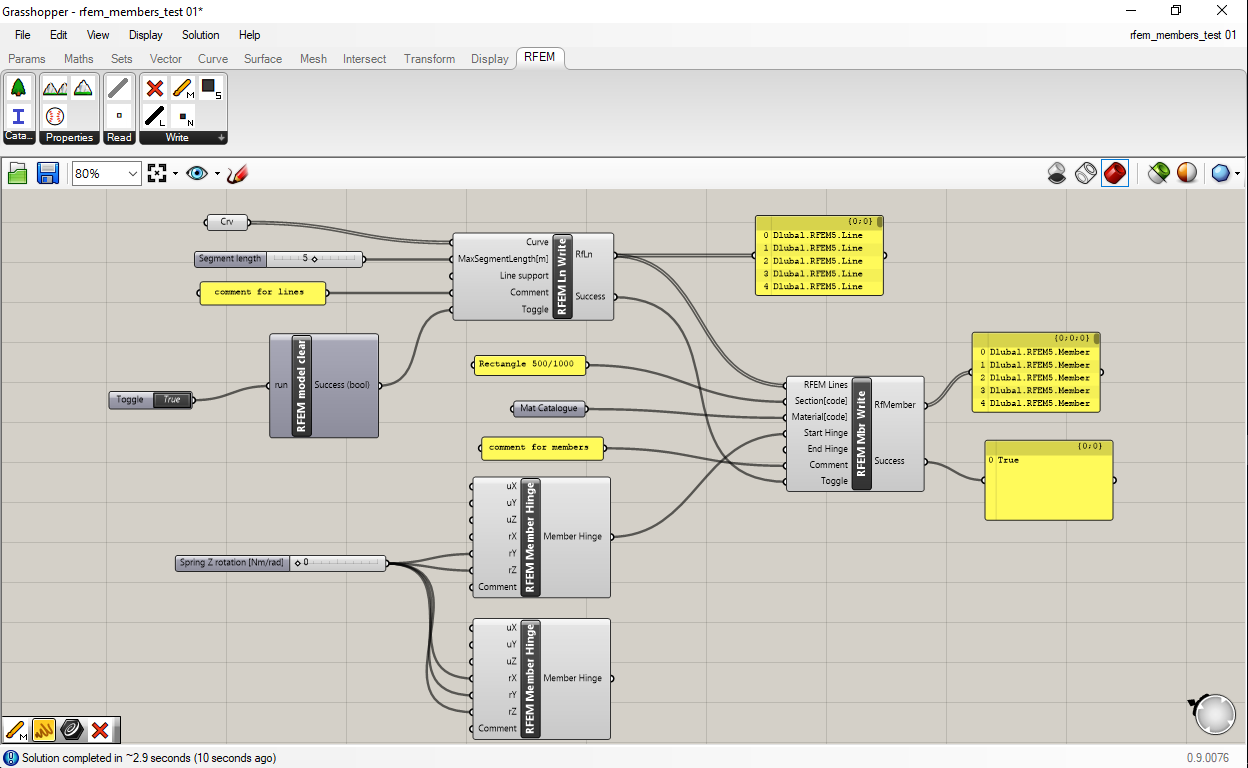 Grasshopper - rfem_members_test 01*
File Edit View Display Solution Help
rfem_members_test 01
Params Maths Sets Vector Curve Surface Mesh Intersect Transform Display RFEM
M S
L N
Cata... Properties Read Write
80%
Crv
Segment length 5
comment for lines
Curve
MaxSegmentLength[m]
Line support
Comment
Toggle
RFEM Ln Write
RfLn
Success
{0;0}
0 Dlubal.RFEM5.Line
1 Dlubal.RFEM5.Line
2 Dlubal.RFEM5.Line
3 Dlubal.RFEM5.Line
4 Dlubal.RFEM5.Line
Toggle True
run
RFEM model clear
Success (bool)
Rectangle 500/1000
Mat Catalogue
comment for members
RFEM Lines
Section[code]
Material[code]
Start Hinge
End Hinge
Comment
Toggle
RFEM Mbr Write
RfMember
Success
{0;0;0}
0 Dlubal.RFEM5.Member
1 Dlubal.RFEM5.Member
2 Dlubal.RFEM5.Member
3 Dlubal.RFEM5.Member
4 Dlubal.RFEM5.Member
{0;0}
0 True
Spring Z rotation [Nm/rad] 0
uX
uY
uZ
rX
rY
rZ
Comment
RFEM Member Hinge
Member Hinge
uX
uY
uZ
rX
rY
rZ
Comment
RFEM Member Hinge
Member Hinge
M
Solution completed in ~2.9 seconds (10 seconds ago)
0.9.0076